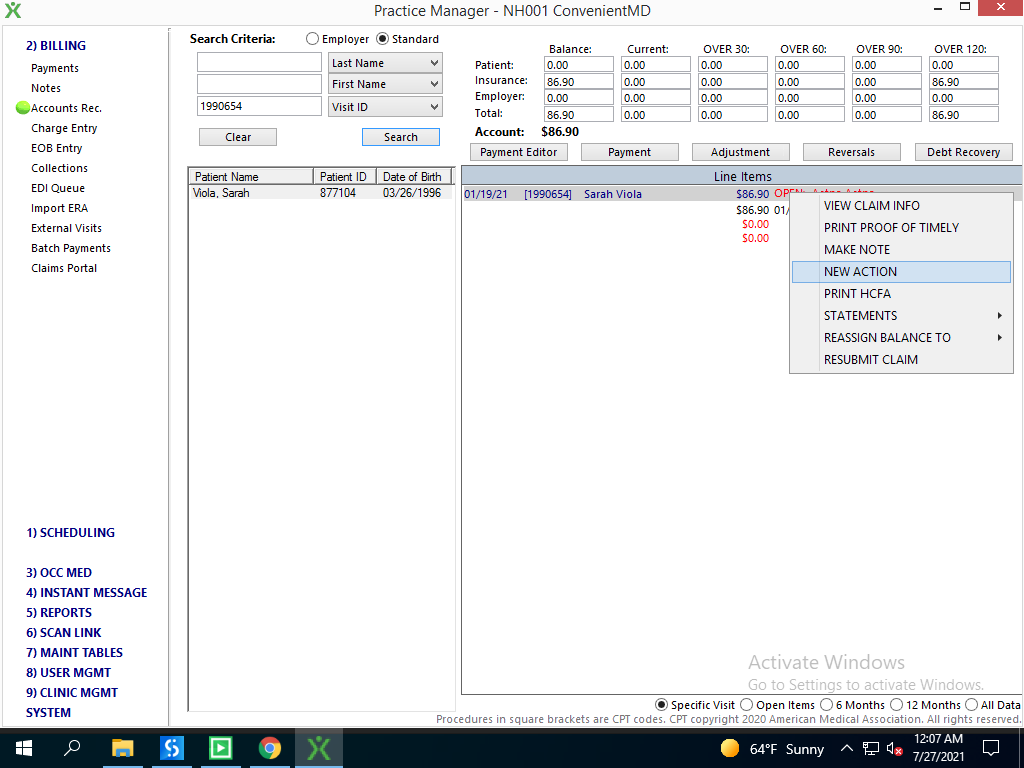 Practice Manager - NH001 ConvenientMD
2) BILLING
Payments
Notes
Accounts Rec.
Charge Entry
EOB Entry
Collections
EDI Queue
Import ERA
External Visits
Batch Payments
Claims Portal
1) SCHEDULING
3) OCC MED
4) INSTANT MESSAGE
5) REPORTS
6) SCAN LINK
7) MAINT TABLES
8) USER MGMT
9) CLINIC MGMT
SYSTEM
Search Criteria: Employer Standard
Last Name
First Name
1990654 Visit ID
Clear Search
Balance: Current: OVER 30: OVER 60: OVER 90: OVER 120:
Patient: 0.00 0.00 0.00 0.00 0.00 0.00
Insurance: 86.90 0.00 0.00 0.00 0.00 86.90
Employer: 0.00 0.00 0.00 0.00 0.00 0.00
Total: 86.90 0.00 0.00 0.00 0.00 86.90
Account: $86.90
Payment Editor Payment Adjustment Reversals Debt Recovery
Patient Name Patient ID Date of Birth
Viola, Sarah 877104 03/26/1996
Line Items
01/19/21 [1990654] Sarah Viola $86.90 OPEN: Aetna Aetna
$86.90 01/
$0.00
$0.00
VIEW CLAIM INFO
PRINT PROOF OF TIMELY
MAKE NOTE
NEW ACTION
PRINT HCFA
STATEMENTS
REASSIGN BALANCE TO
RESUBMIT CLAIM
Activate Windows
Go to Settings to activate Windows.
Specific Visit Open Items 6 Months 12 Months All Data
Procedures in square brackets are CPT codes. CPT copyright 2020 American Medical Association. All rights reserved.
64°F Sunny
12:07 AM
7/27/2021